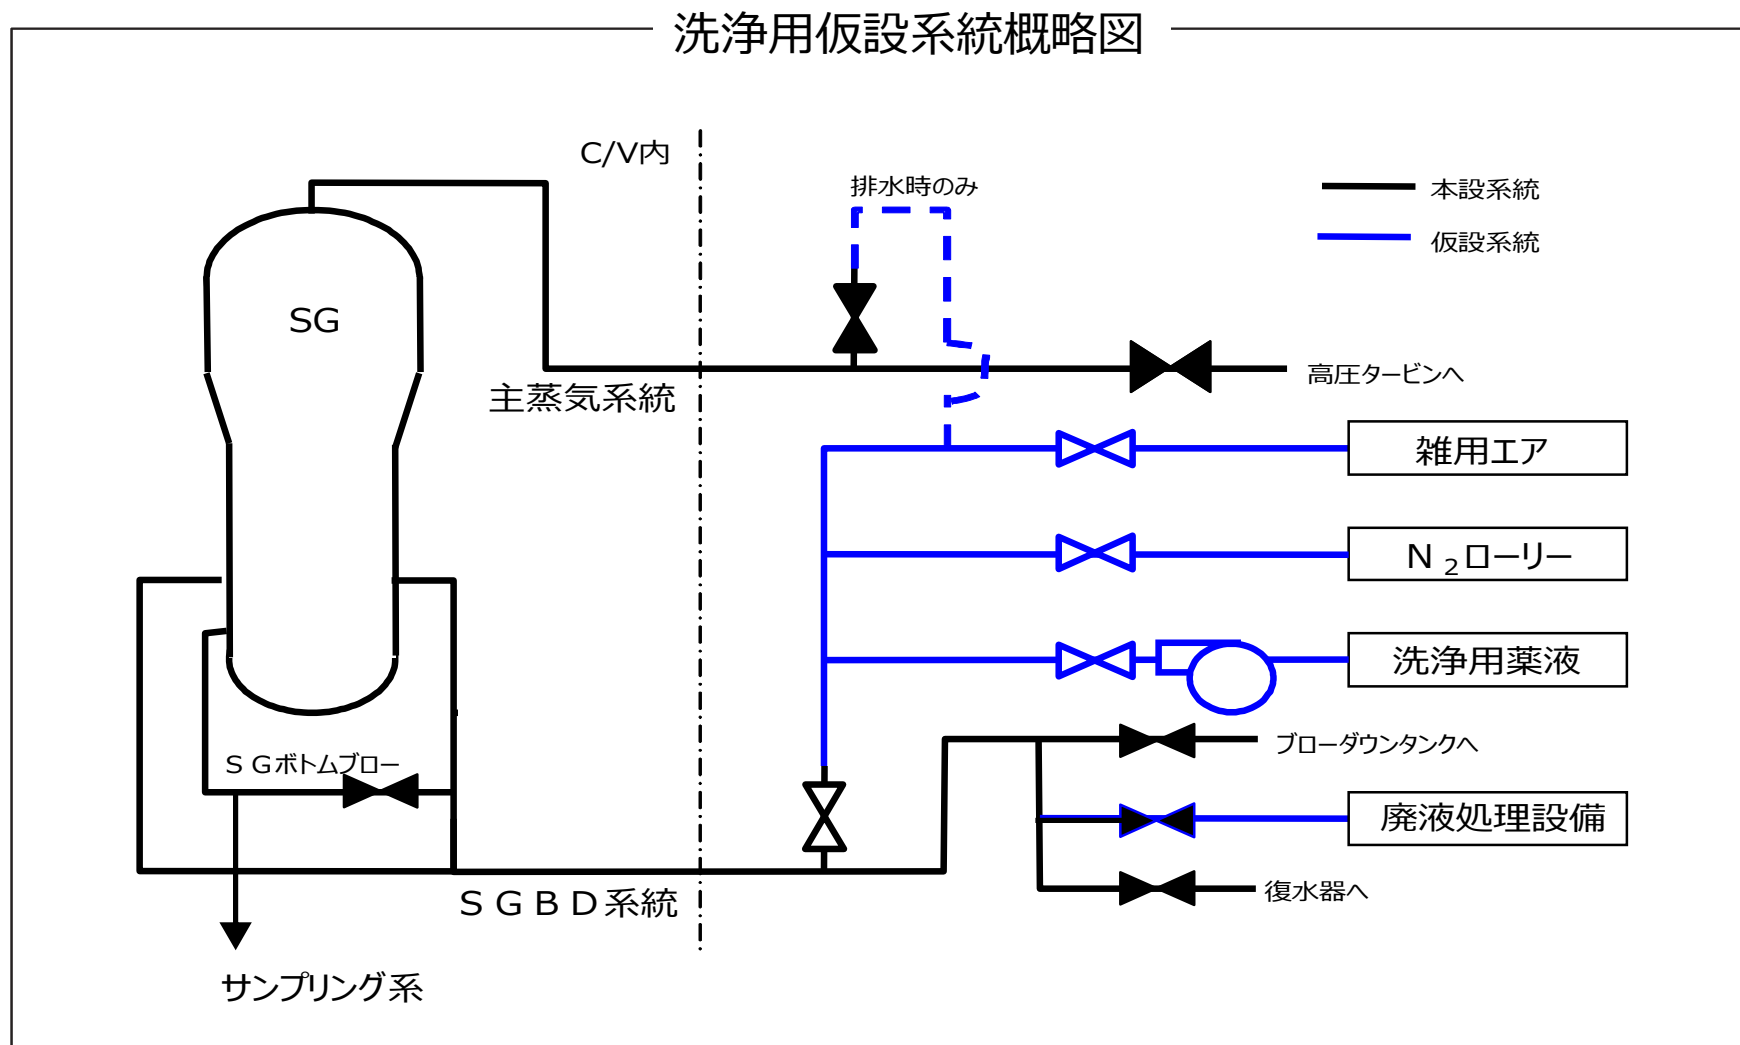 洗浄用仮設系統概略図
C/V内
排水時のみ
本設系統
仮設系統
SG
主蒸気系統
高圧タービンへ
雑用エア
N₂ローリー
洗浄用薬液
ブローダウンタンクへ
SGボトムブロー
廃液処理設備
復水器へ
SGBD系統
サンプリング系